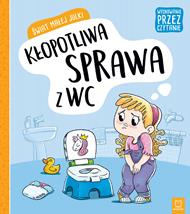 ŚWIAT MAŁEJ JULKI
WYCHOWANIE
PRZEZ
CZYTANIE
KŁOPOTLIWA
SPRAWA
Z WC